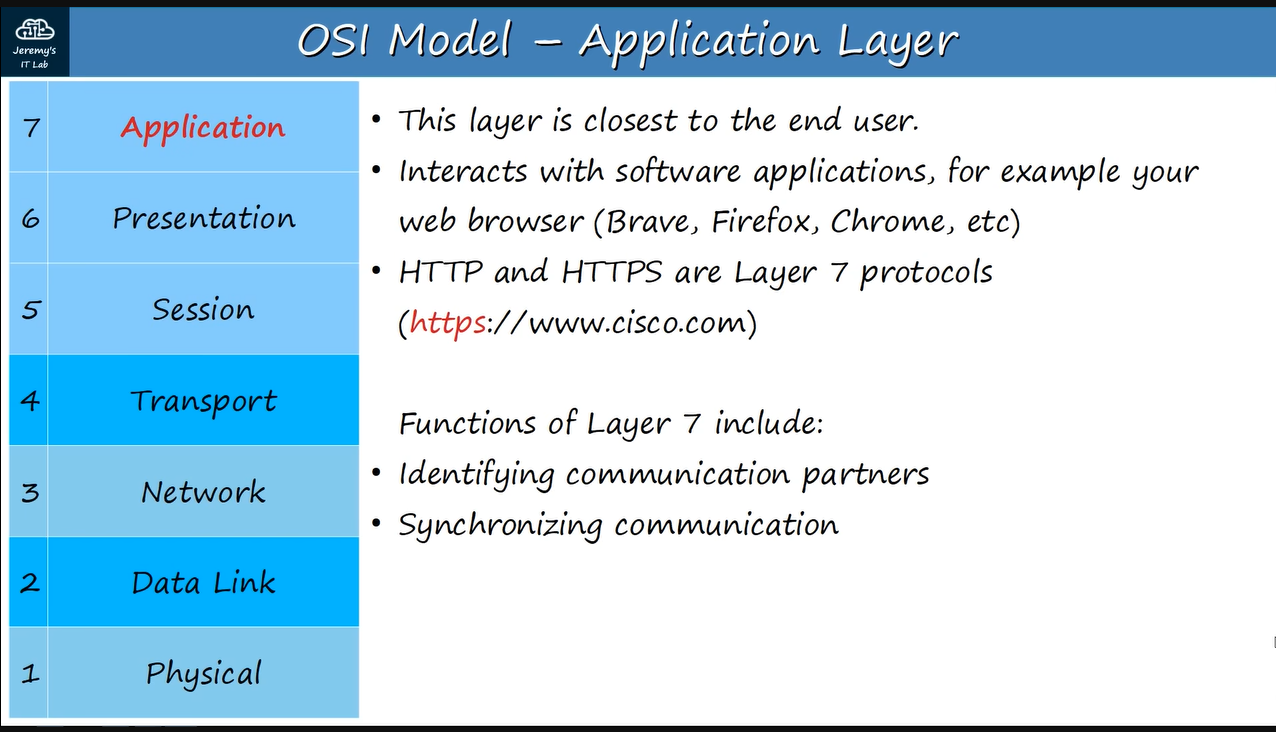 Jeremy's
IT Lab
OSI Model – Application Layer
7 Application
6 Presentation
5 Session
4 Transport
3 Network
2 Data Link
1 Physical
• This layer is closest to the end user.
• Interacts with software applications, for example your
web browser (Brave, Firefox, Chrome, etc)
• HTTP and HTTPS are Layer 7 protocols
(https://www.cisco.com)
Functions of Layer 7 include:
• Identifying communication partners
• Synchronizing communication